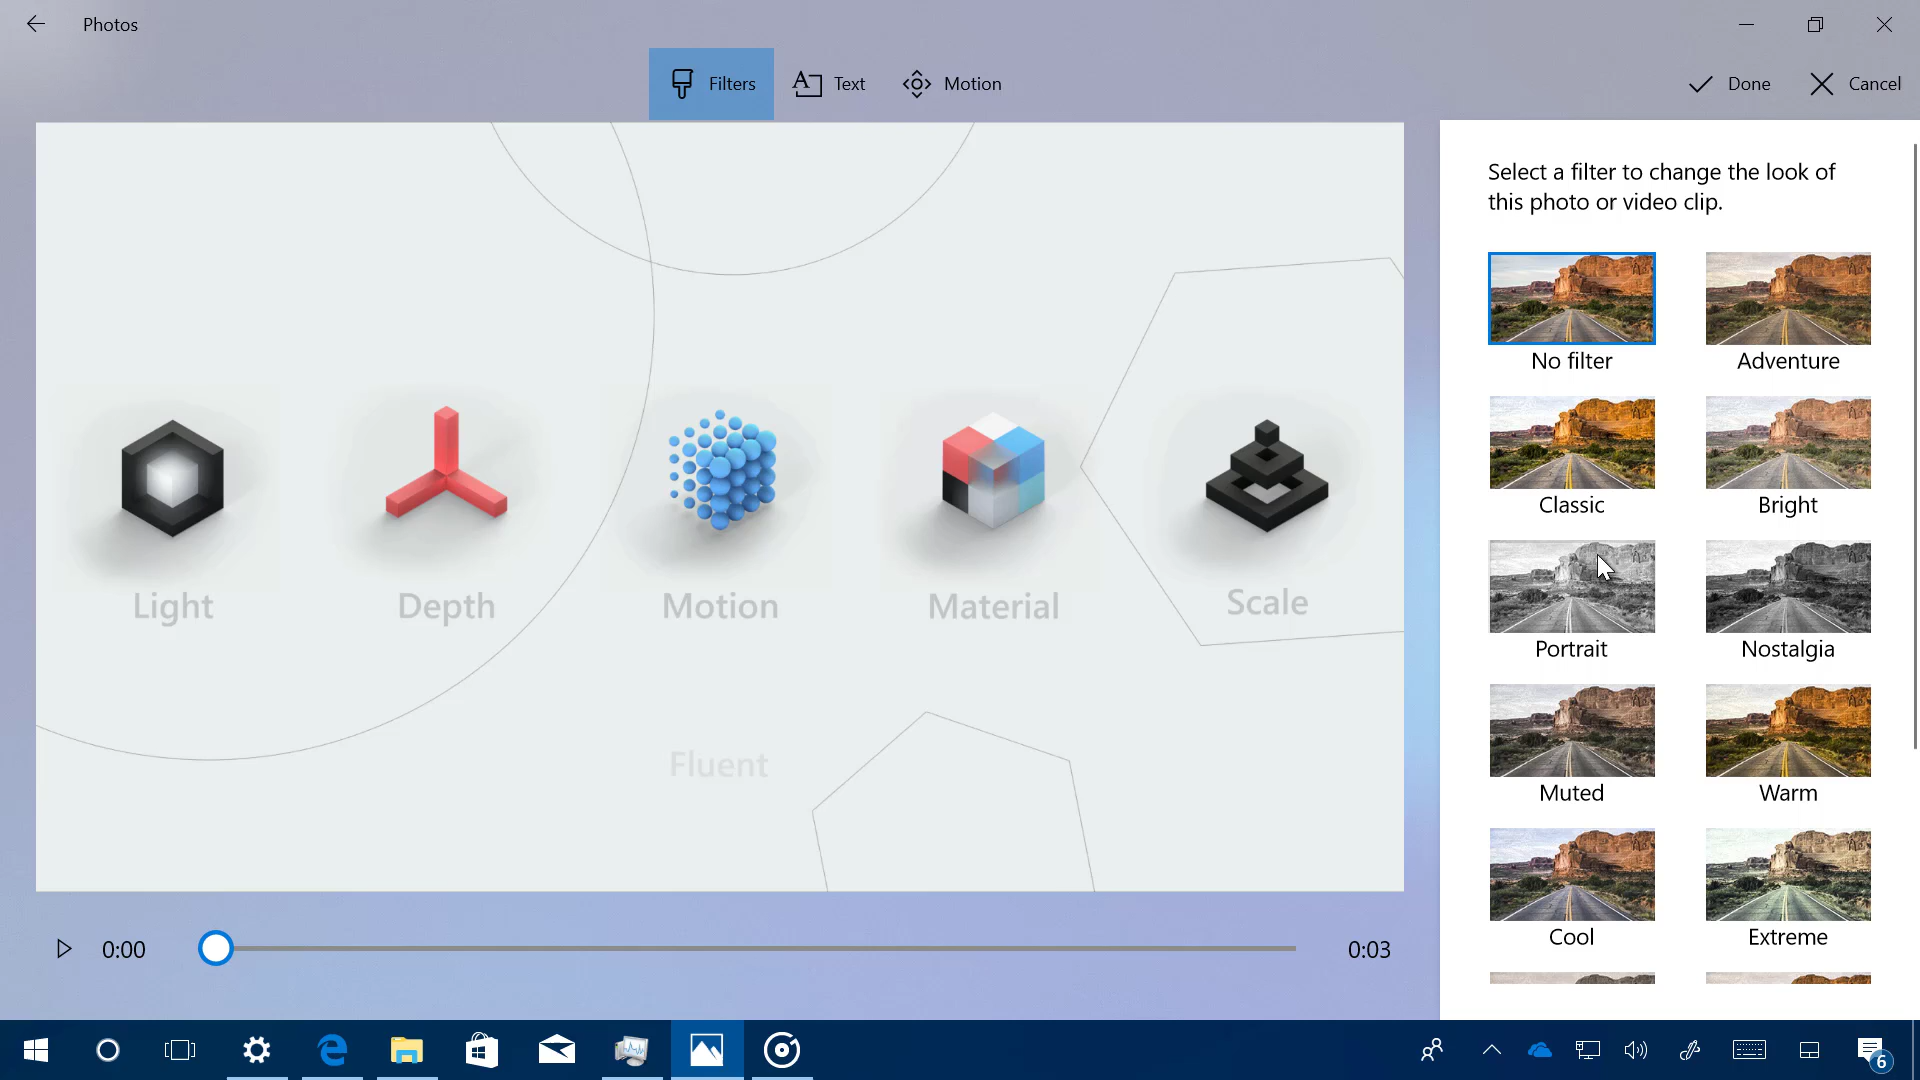 Photos
Filters
Text
Motion
Done
Cancel
Select a filter to change the look of
this photo or video clip.
No filter
Adventure
Classic
Bright
Portrait
Nostalgia
Muted
Warm
Cool
Extreme
Light
Depth
Motion
Material
Scale
Fluent
0:00
0:03
6